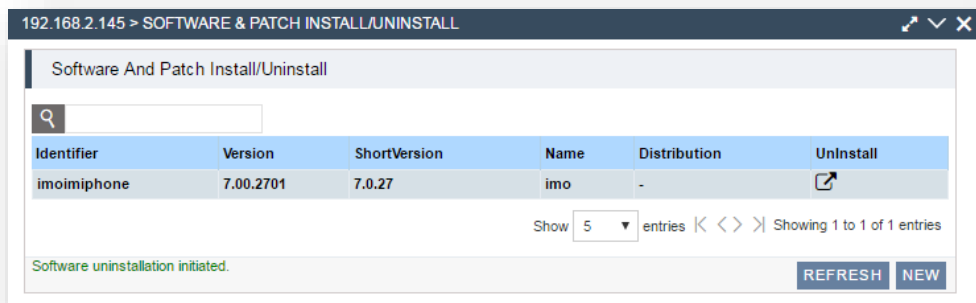 192.168.2.145 > SOFTWARE & PATCH INSTALL/UNINSTALL
Software And Patch Install/Uninstall
Identifier Version ShortVersion Name Distribution UnInstall
imoimiphone 7.00.2701 7.0.27 imo -
Show 5 entries Showing 1 to 1 of 1 entries
Software uninstallation initiated.
REFRESH NEW